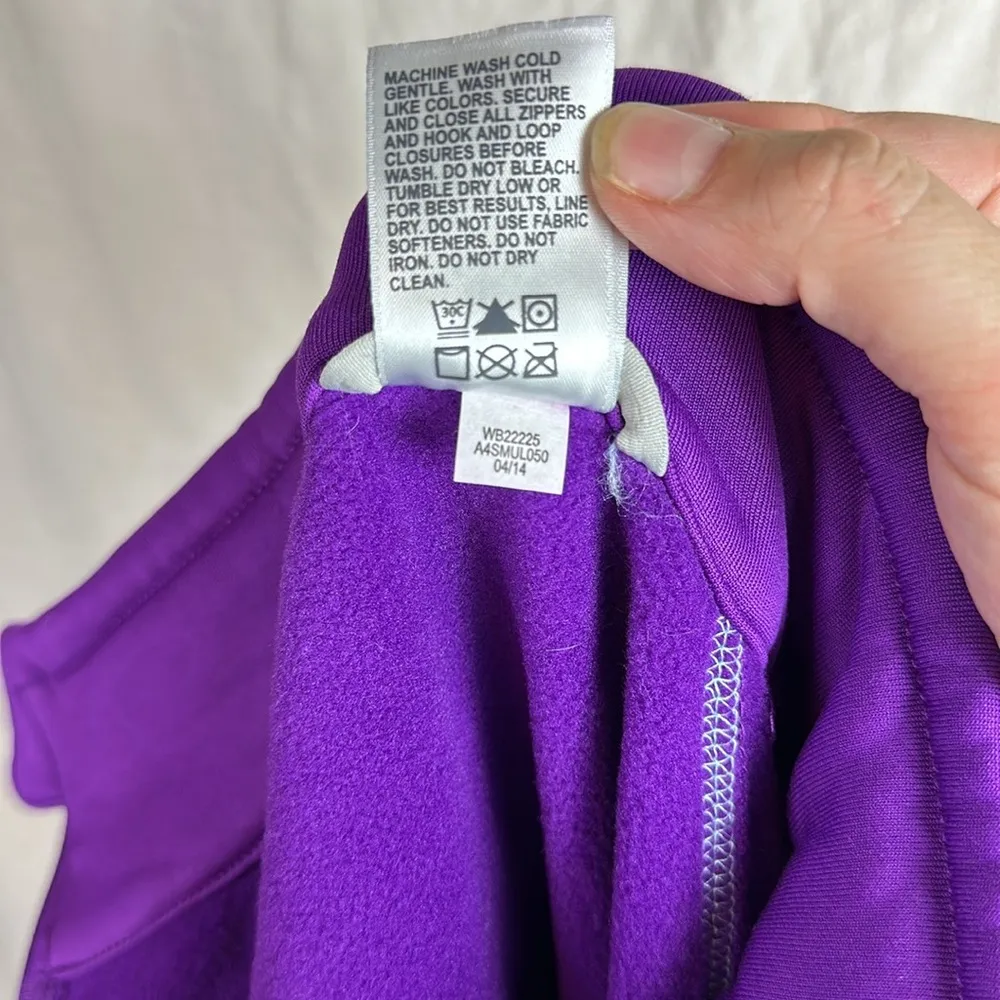 MACHINE WASH COLD
GENTLE. WASH WITH
LIKE COLORS. SECURE
AND CLOSE ALL ZIPPERS
AND HOOK AND LOOP
CLOSURES BEFORE
WASH. DO NOT BLEACH.
TUMBLE DRY LOW OR
FOR BEST RESULTS, LINE
DRY. DO NOT USE FABRIC
SOFTENERS. DO NOT
IRON. DO NOT DRY
CLEAN.
30C
WB22225
A4SMUL050
04/14